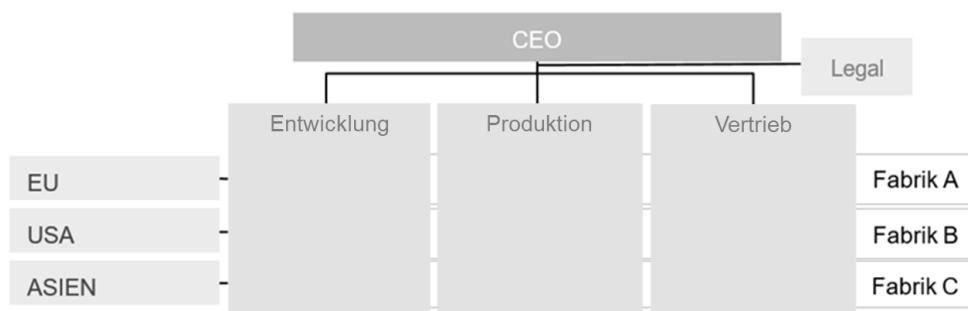 CEO
Legal
Entwicklung
Produktion
Vertrieb
EU
Fabrik A
USA
Fabrik B
ASIEN
Fabrik C